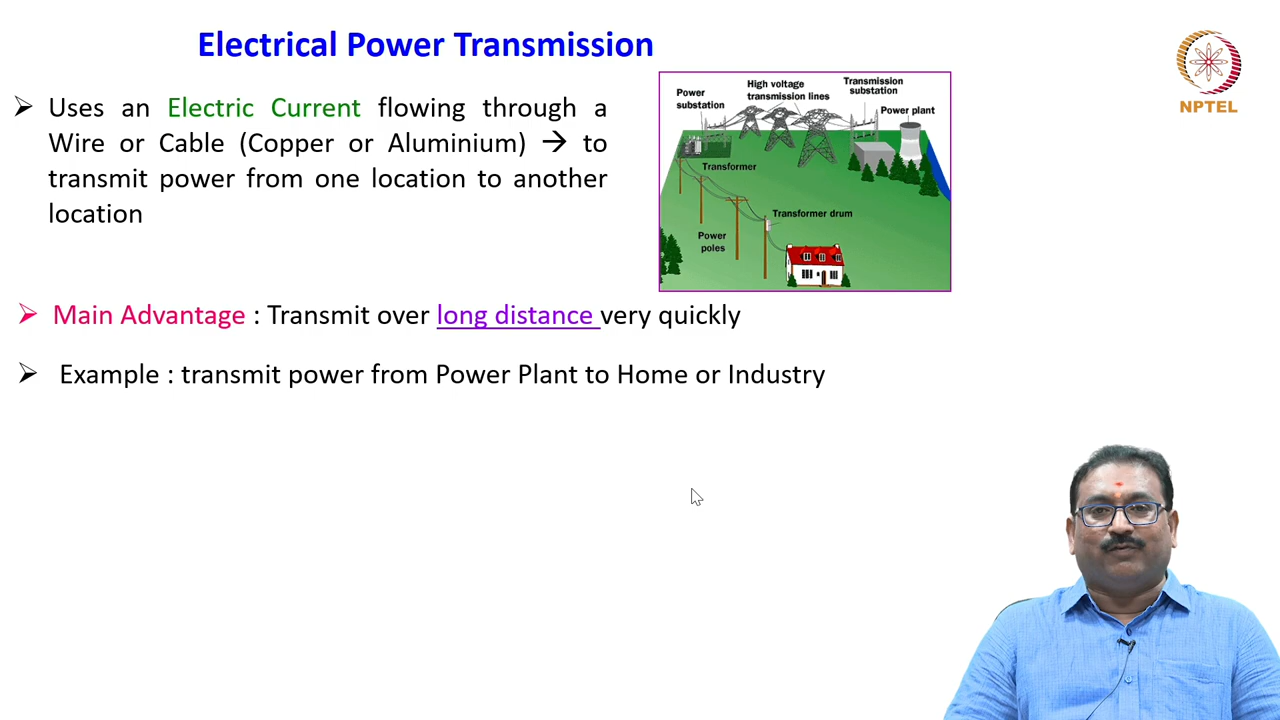 Electrical Power Transmission
NPTEL
➢ Uses an Electric Current flowing through a
Wire or Cable (Copper or Aluminium) → to
transmit power from one location to another
location
Power
substation
High voltage
transmission lines
Transmission
substation
Power plant
Transformer
Transformer drum
Power
poles
➢ Main Advantage : Transmit over long distance very quickly
➢ Example : transmit power from Power Plant to Home or Industry